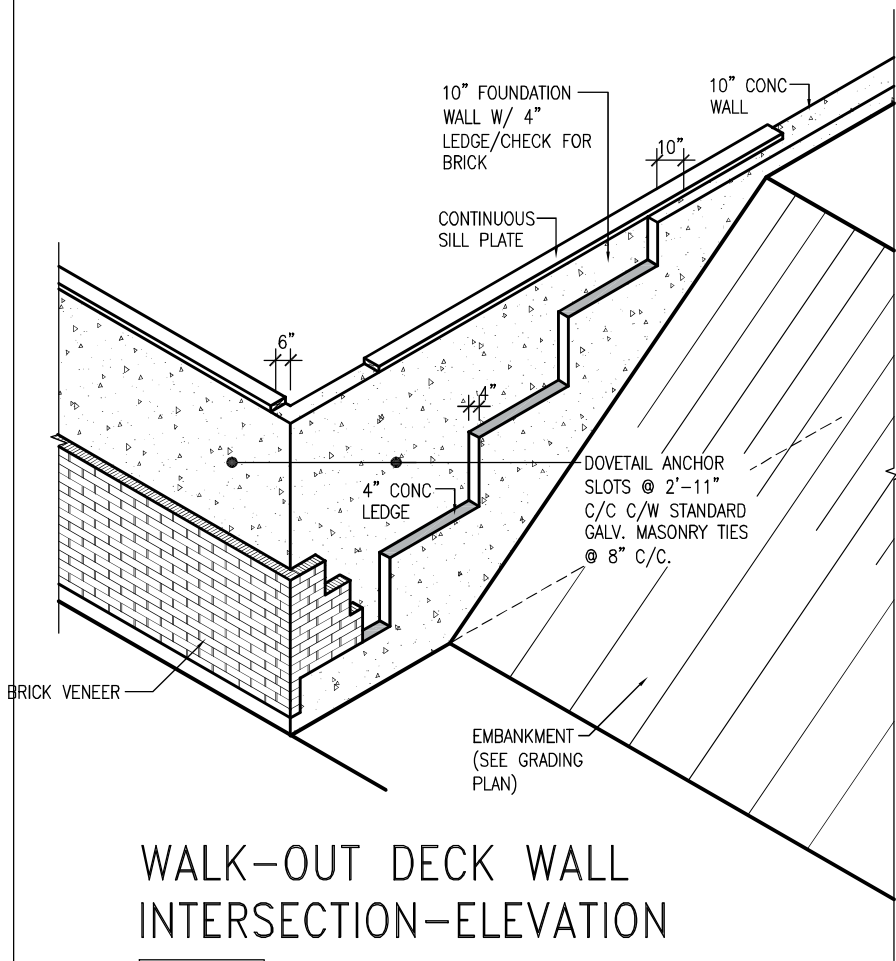 10" FOUNDATION
WALL W/ 4"
LEDGE/CHECK FOR
BRICK
10" CONC
WALL
10"
CONTINUOUS
SILL PLATE
6"
4"
4" CONC
LEDGE
DOVETAIL ANCHOR
SLOTS @ 2'-11"
C/C C/W STANDARD
GALV. MASONRY TIES
@ 8" C/C.
BRICK VENEER
EMBANKMENT
(SEE GRADING
PLAN)
WALK-OUT DECK WALL
INTERSECTION-ELEVATION